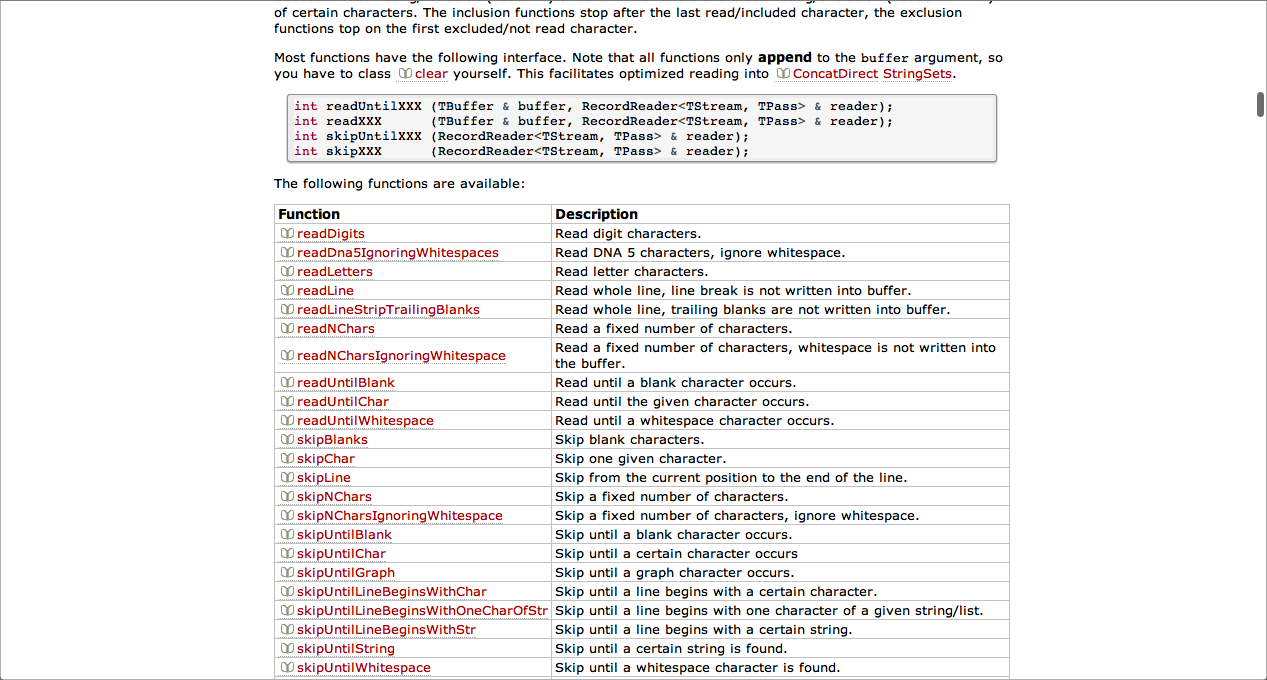 of certain characters. The inclusion functions stop after the last read/included character, the exclusion
functions top on the first excluded/not read character.
Most functions have the following interface. Note that all functions only append to the buffer argument, so
you have to class clear yourself. This facilitates optimized reading into ConcatDirect StringSets.
int readUntilXXX (TBuffer & buffer, RecordReader<TStream, TPass> & reader);
int readXXX (TBuffer & buffer, RecordReader<TStream, TPass> & reader);
int skipUntilXXX (RecordReader<TStream, TPass> & reader);
int skipXXX (RecordReader<TStream, TPass> & reader);
The following functions are available:
Function Description
readDigits Read digit characters.
readDna5IgnoringWhitespaces Read DNA 5 characters, ignore whitespace.
readLetters Read letter characters.
readLine Read whole line, line break is not written into buffer.
readLineStripTrailingBlanks Read whole line, trailing blanks are not written into buffer.
readNChars Read a fixed number of characters.
readNCharsIgnoringWhitespace Read a fixed number of characters, whitespace is not written into
the buffer.
readUntilBlank Read until a blank character occurs.
readUntilChar Read until the given character occurs.
readUntilWhitespace Read until a whitespace character occurs.
skipBlanks Skip blank characters.
skipChar Skip one given character.
skipLine Skip from the current position to the end of the line.
skipNChars Skip a fixed number of characters.
skipNCharsIgnoringWhitespace Skip a fixed number of characters, ignore whitespace.
skipUntilBlank Skip until a blank character occurs.
skipUntilChar Skip until a certain character occurs
skipUntilGraph Skip until a graph character occurs.
skipUntilLineBeginsWithChar Skip until a line begins with a certain character.
skipUntilLineBeginsWithOneCharOfStr Skip until a line begins with one character of a given string/list.
skipUntilLineBeginsWithStr Skip until a line begins with a certain string.
skipUntilString Skip until a certain string is found.
skipUntilWhitespace Skip until a whitespace character is found.